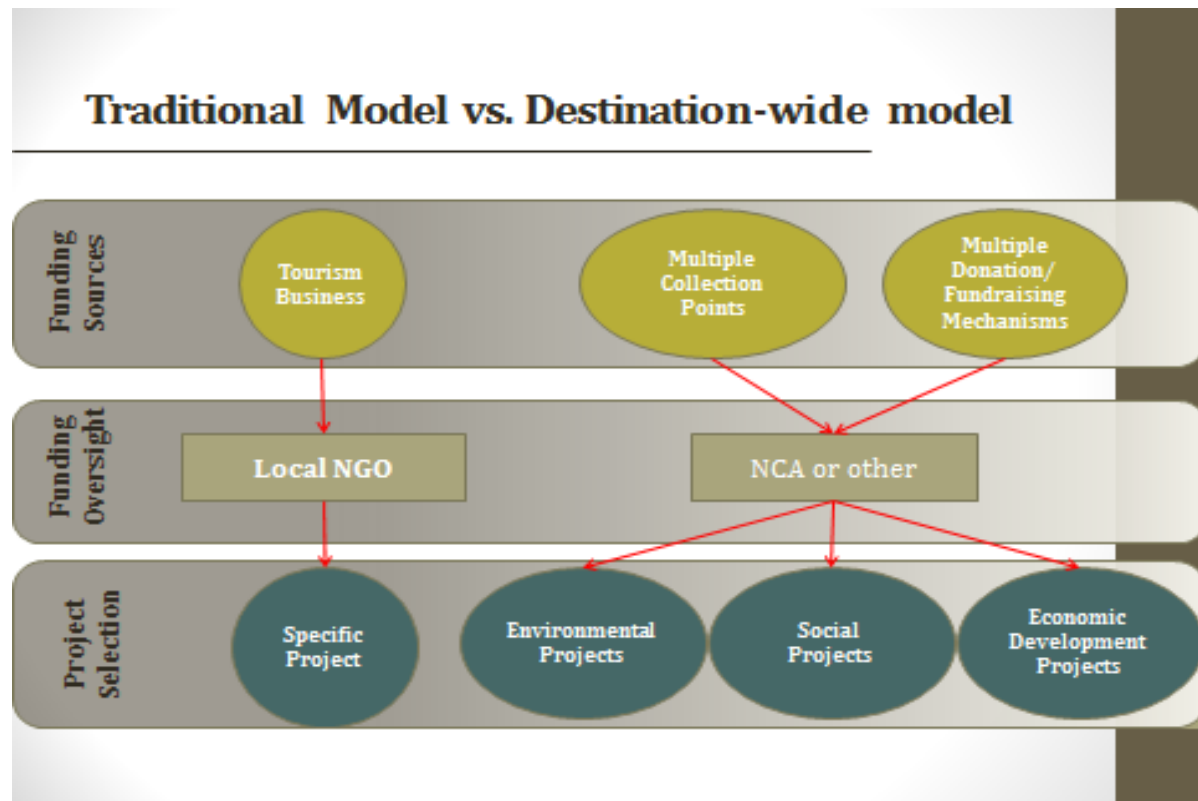 Traditional Model vs. Destination-wide model
Funding
Sources
Tourism
Business
Multiple
Collection
Points
Multiple
Donation/
Fundraising
Mechanisms
Funding
Oversight
Local NGO
NCA or other
Project
Selection
Specific
Project
Environmental
Projects
Social
Projects
Economic
Development
Projects